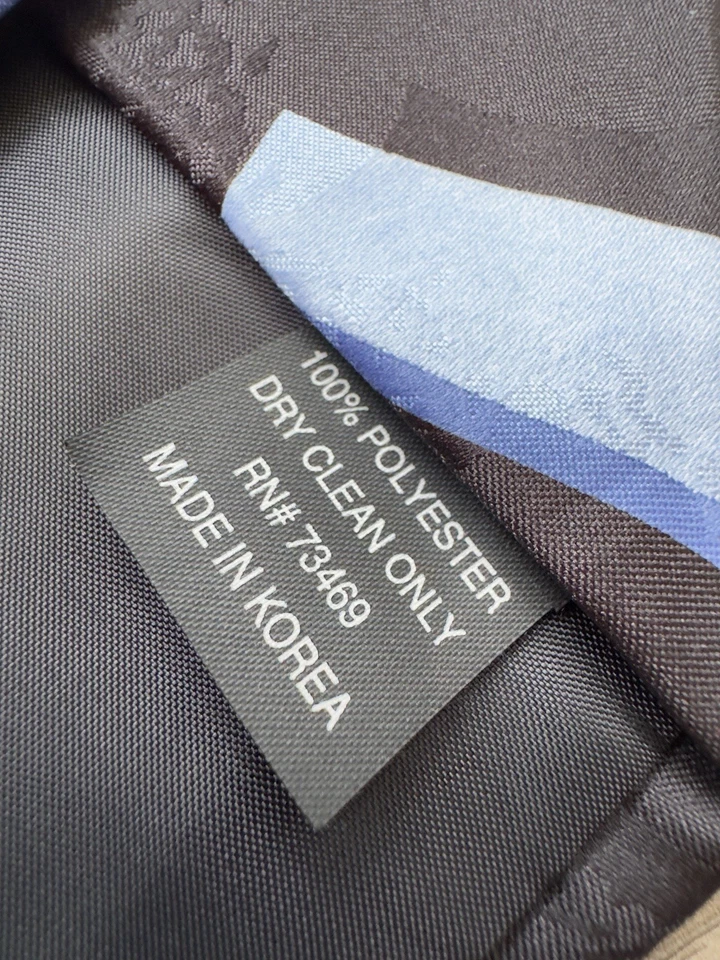 100% POLYESTER
DRY CLEAN ONLY
RN# 73469
MADE IN KOREA